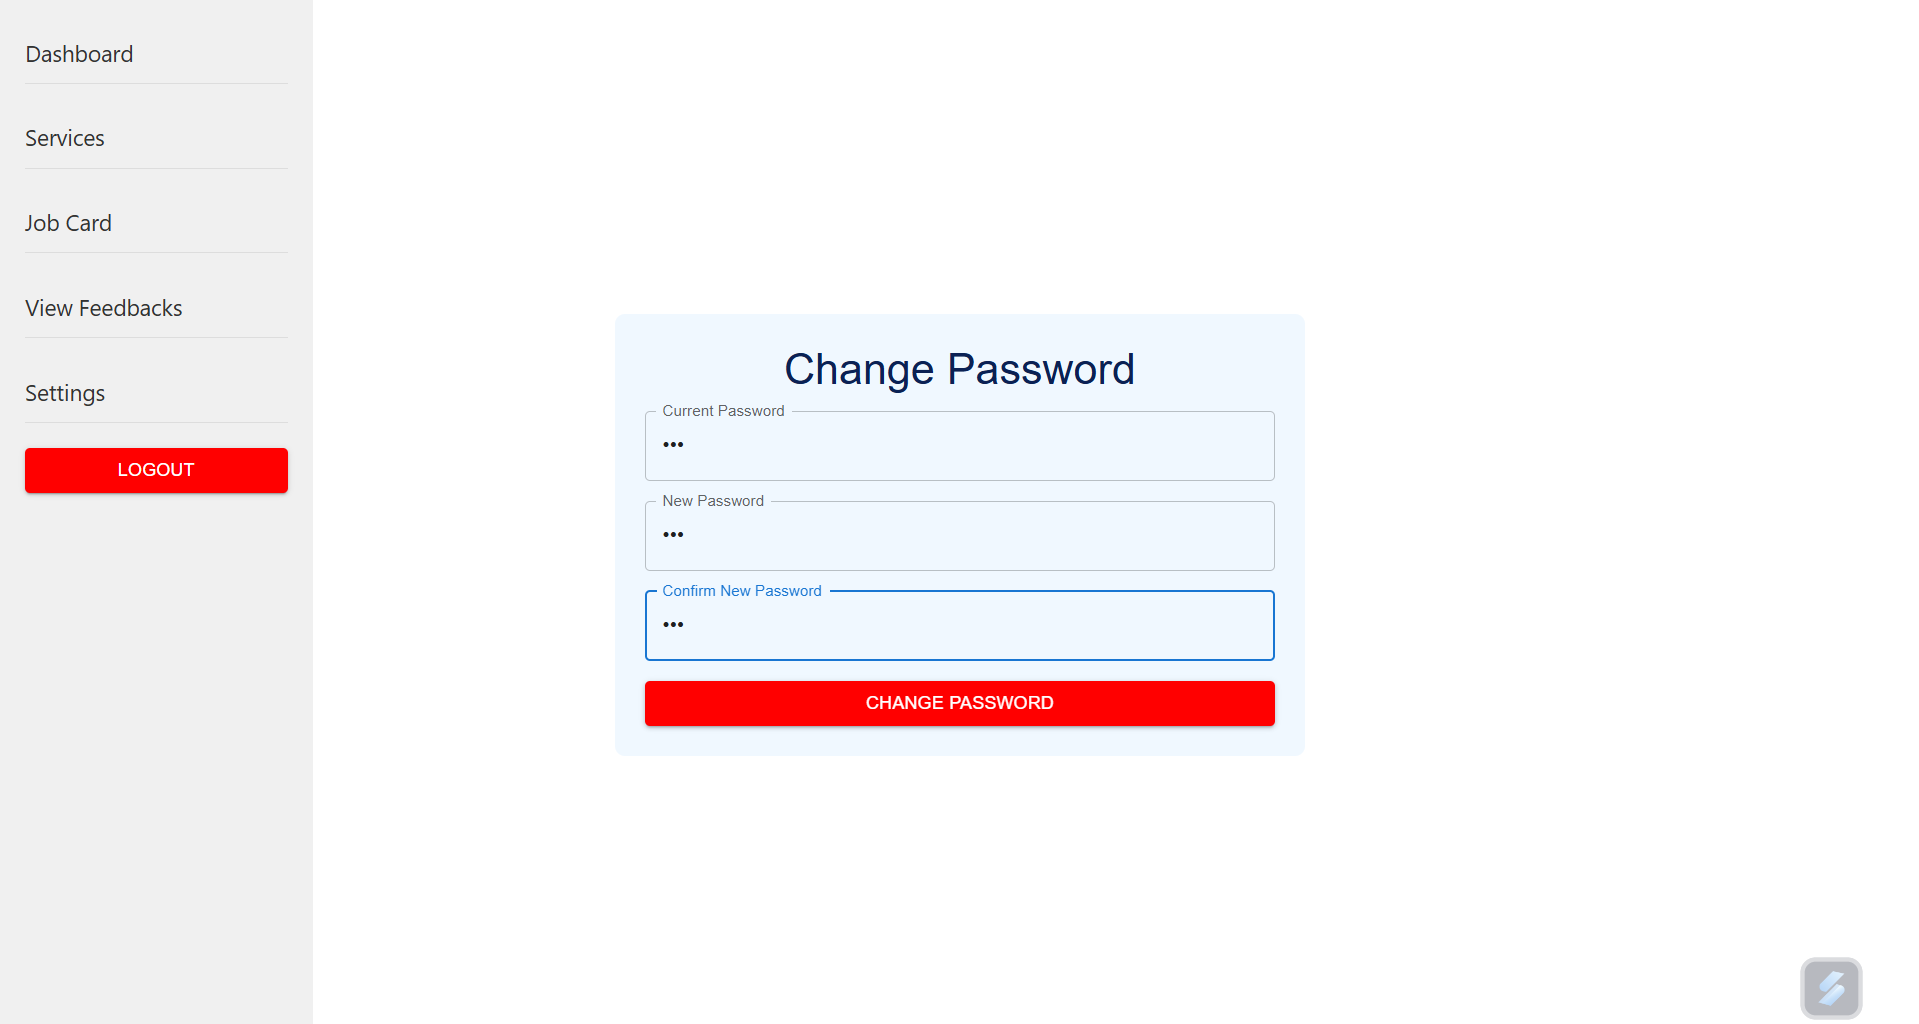 Dashboard
Services
Job Card
View Feedbacks
Settings
LOGOUT
Change Password
Current Password
•••
New Password
•••
Confirm New Password
•••
CHANGE PASSWORD